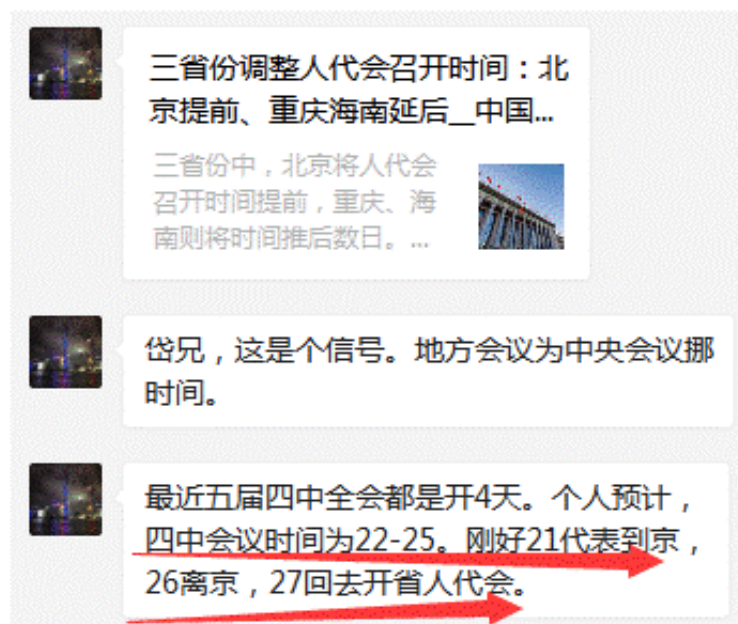 三省份调整人代会召开时间：北
京提前、重庆海南延后__中国...
三省份中，北京将人代会
召开时间提前，重庆、海
南则将时间推后数日。...
岱兄，这是个信号。地方会议为中央会议挪
时间。
最近五届四中全会都是开4天。个人预计，
四中会议时间为22-25。刚好21代表到京，
26离京，27回去开省人代会。